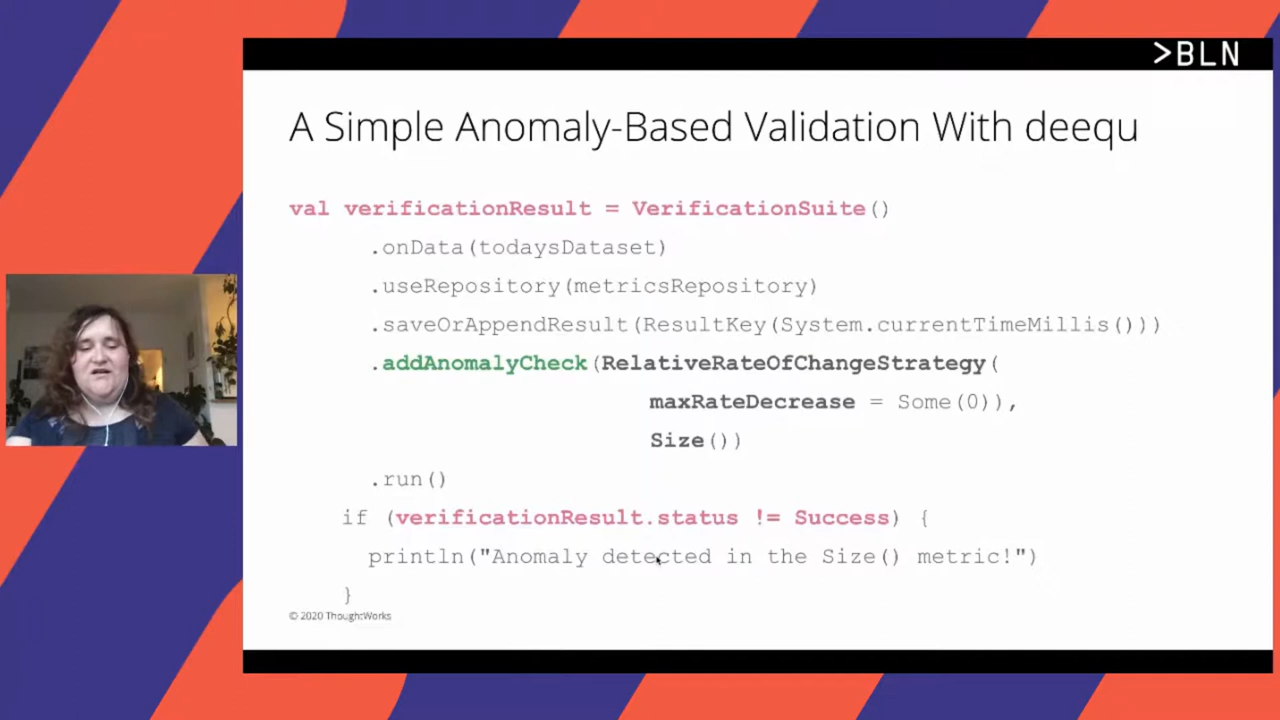 >BLN
A Simple Anomaly-Based Validation With deequ
val verificationResult = VerificationSuite()
.onData(todaysDataset)
.useRepository(metricsRepository)
.saveOrAppendResult(ResultKey(System.currentTimeMillis()))
.addAnomalyCheck(RelativeRateOfChangeStrategy(
maxRateDecrease = Some(0)),
Size())
.run()
if (verificationResult.status != Success) {
println("Anomaly detected in the Size() metric!")
}
© 2020 ThoughtWorks